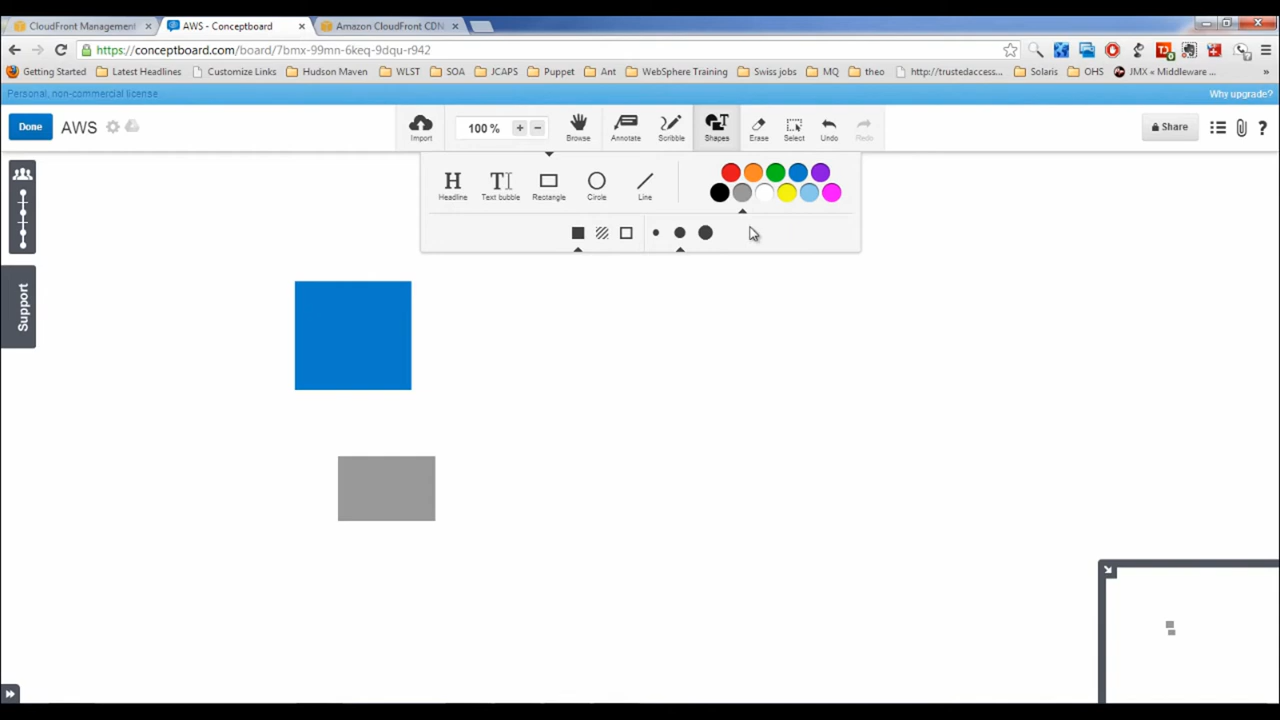 CloudFront Management
AWS - Conceptboard
Amazon CloudFront CDN
https://conceptboard.com/board/7bmx-99mn-6keq-9dqu-r942
Getting Started
Latest Headlines
Customize Links
Hudson Maven
WLST
SOA
JCAPS
Puppet
Ant
WebSphere Training
Swiss jobs
MQ
theo
http://trustedaccess...
Solaris
OHS
JMX « Middleware ...
Personal, non-commercial license
Why upgrade?
Done
AWS
Import
100 %
Browse
Annotate
Scribble
Shapes
Erase
Select
Undo
Redo
Share
Headline
Text bubble
Rectangle
Circle
Line
Support